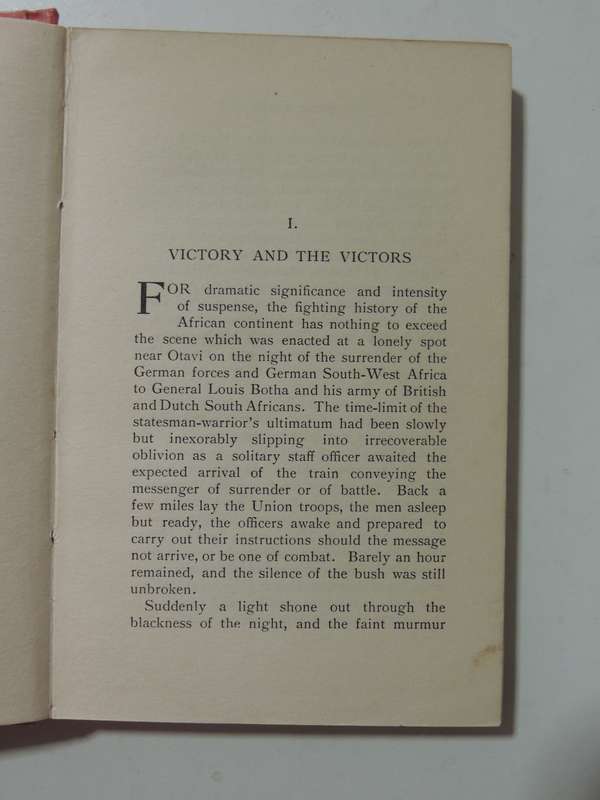 I.
VICTORY AND THE VICTORS
FOR dramatic significance and intensity
of suspense, the fighting history of the
African continent has nothing to exceed
the scene which was enacted at a lonely spot
near Otavi on the night of the surrender of the
German forces and German South-West Africa
to General Louis Botha and his army of British
and Dutch South Africans. The time-limit of the
statesman-warrior's ultimatum had been slowly
but inexorably slipping into irrecoverable
oblivion as a solitary staff officer awaited the
expected arrival of the train conveying the
messenger of surrender or of battle. Back a
few miles lay the Union troops, the men asleep
but ready, the officers awake and prepared to
carry out their instructions should the message
not arrive, or be one of combat. Barely an hour
remained, and the silence of the bush was still
unbroken.
Suddenly a light shone out through the
blackness of the night, and the faint murmur